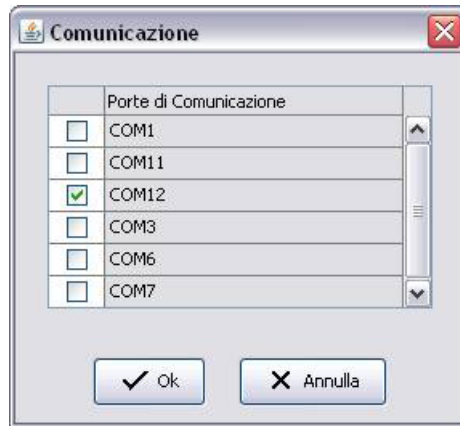 Comunicazione
Porte di Comunicazione
COM1
COM11
COM12
COM3
COM6
COM7
Ok
Annulla